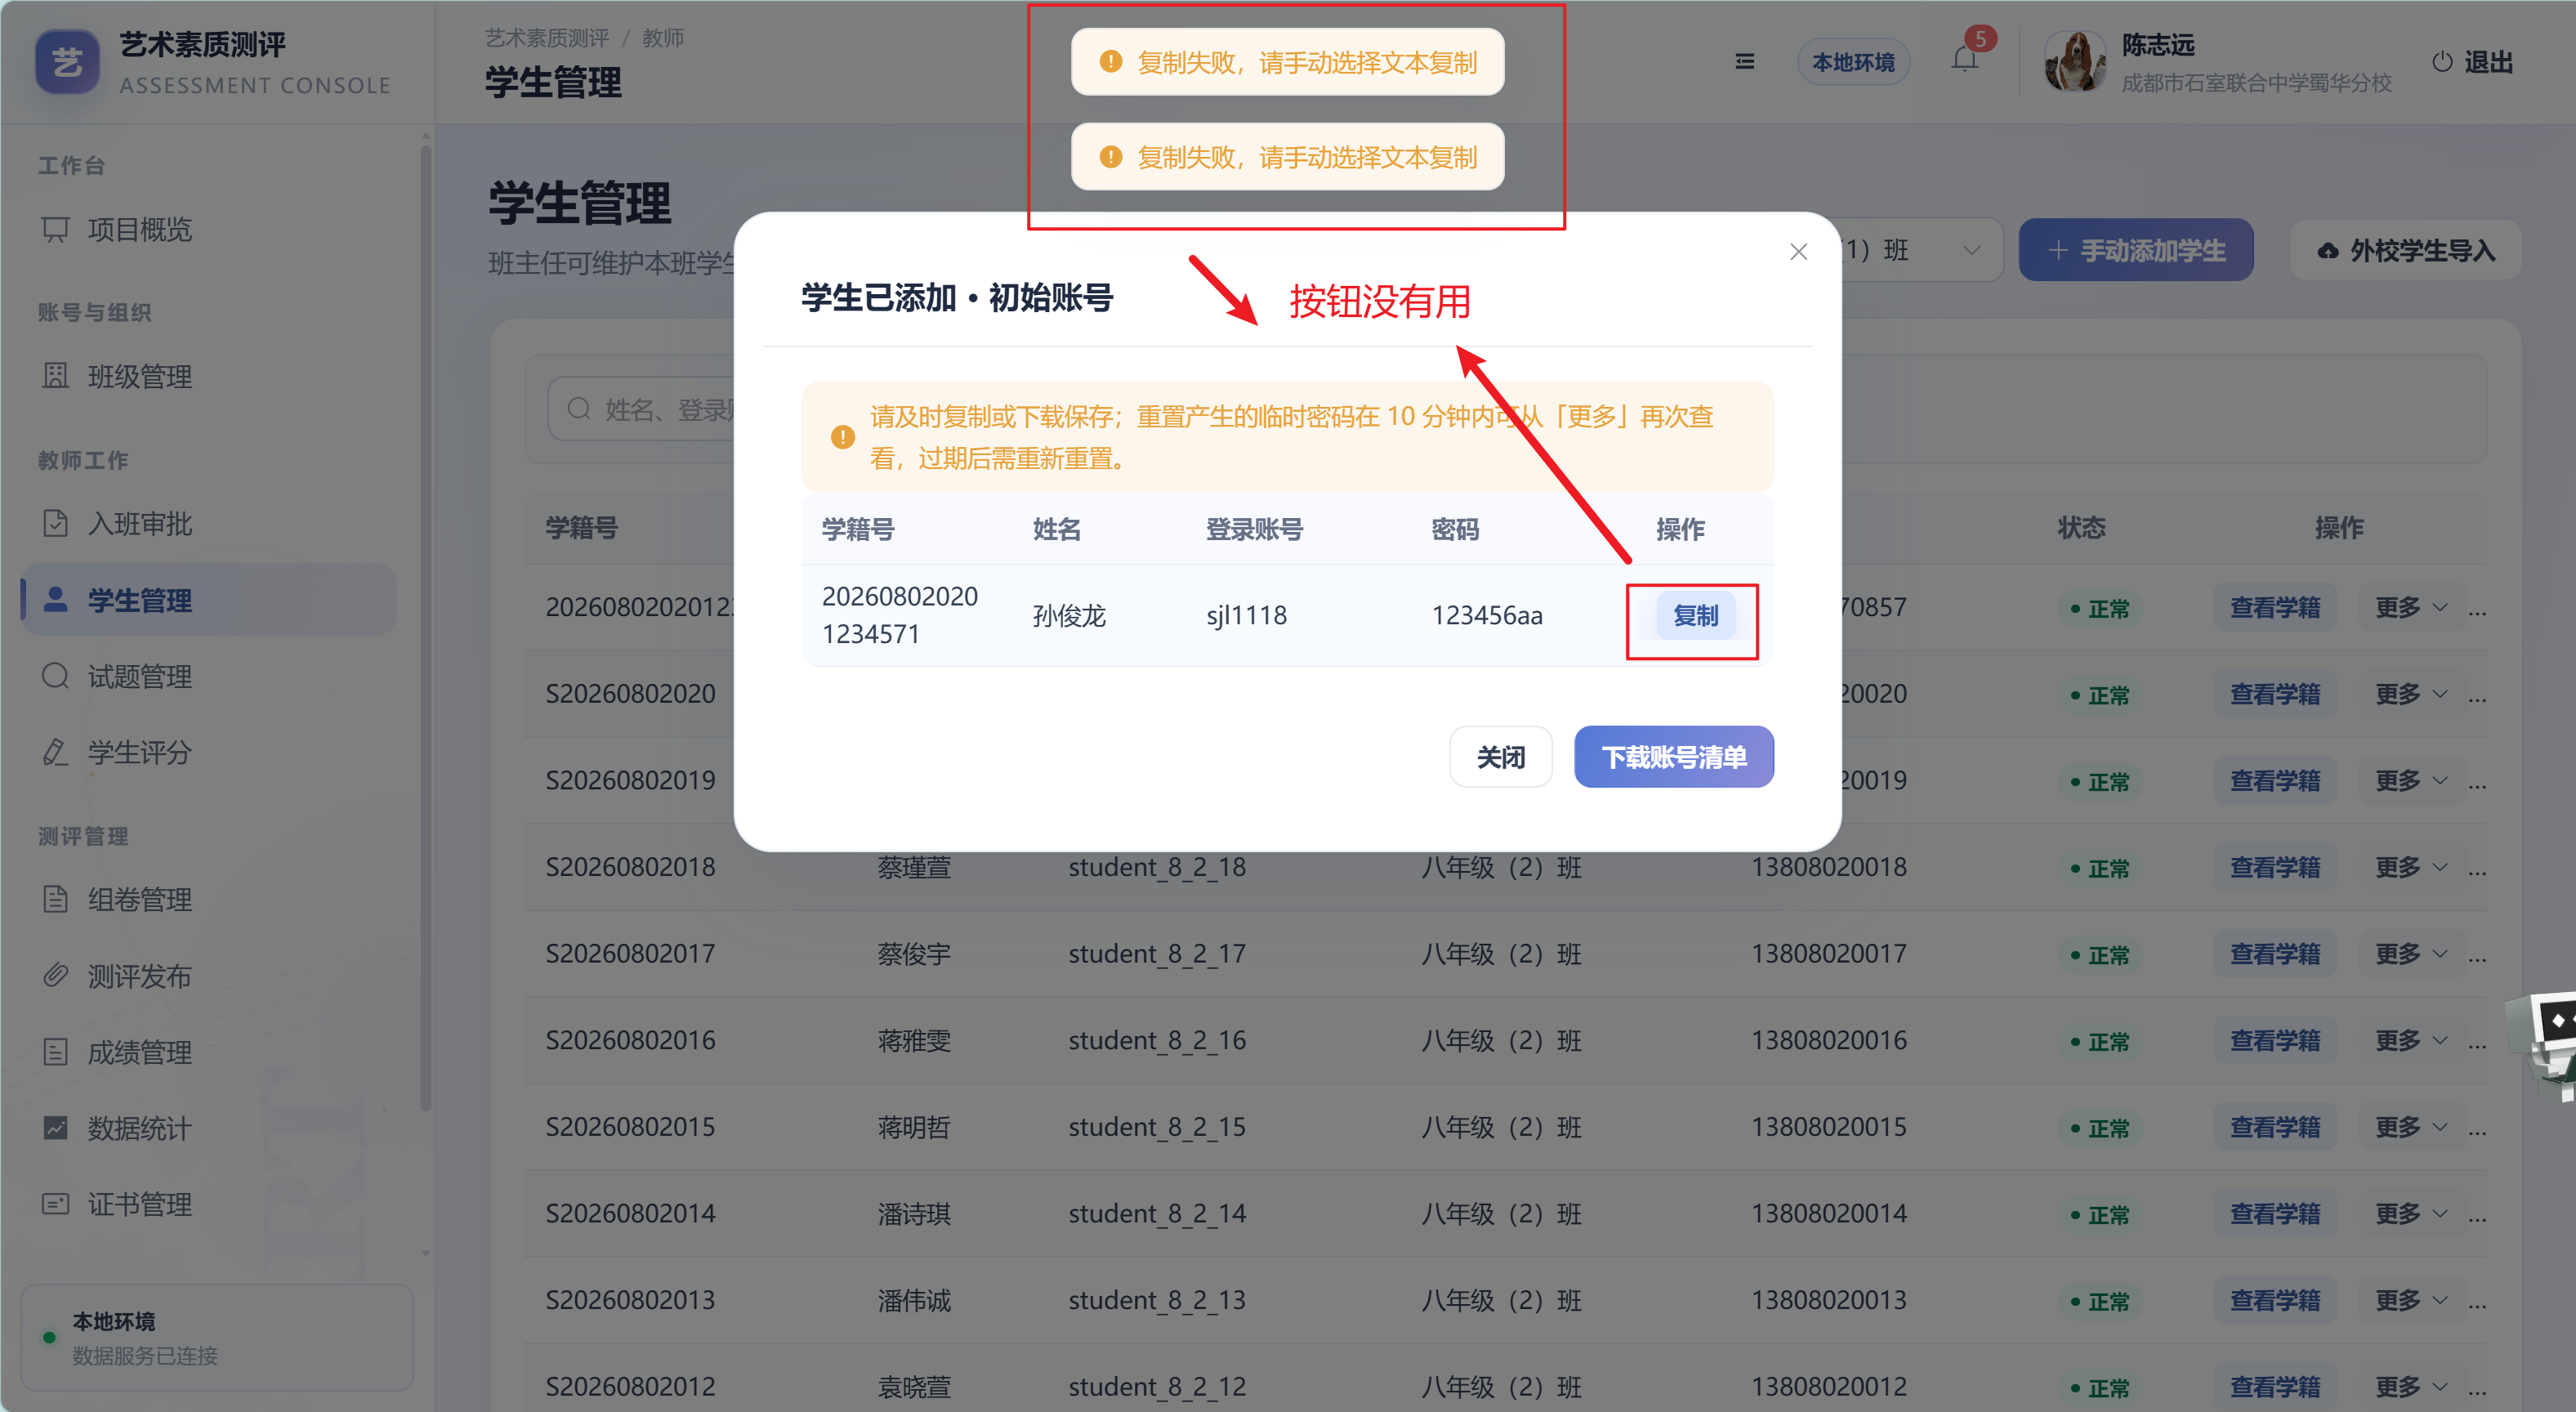 艺
艺术素质测评
ASSESSMENT CONSOLE
艺术素质测评 / 教师
学生管理
复制失败，请手动选择文本复制
复制失败，请手动选择文本复制
本地环境
5
陈志远
成都市石室联合中学蜀华分校
退出
工作台
项目概览
账号与组织
班级管理
教师工作
入班审批
学生管理
试题管理
学生评分
测评管理
组卷管理
测评发布
成绩管理
数据统计
证书管理
本地环境
数据服务已连接
学生管理
班主任可维护本班学生
1）班
手动添加学生
外校学生导入
姓名、登录
学生已添加 · 初始账号
按钮没有用
请及时复制或下载保存；重置产生的临时密码在 10 分钟内可从「更多」再次查
看，过期后需重新重置。
学籍号 姓名 登录账号 密码 操作
20260802020
1234571
孙俊龙 sjl1118 123456aa 复制
关闭 下载账号清单
学籍号 状态 操作
2026080202012 70857 正常 查看学籍 更多 ...
S20260802020 20020 正常 查看学籍 更多 ...
S20260802019 20019 正常 查看学籍 更多 ...
S20260802018 蔡瑾萱 student_8_2_18 八年级（2）班 13808020018 正常 查看学籍 更多 ...
S20260802017 蔡俊宇 student_8_2_17 八年级（2）班 13808020017 正常 查看学籍 更多 ...
S20260802016 蒋雅雯 student_8_2_16 八年级（2）班 13808020016 正常 查看学籍 更多 ...
S20260802015 蒋明哲 student_8_2_15 八年级（2）班 13808020015 正常 查看学籍 更多 ...
S20260802014 潘诗琪 student_8_2_14 八年级（2）班 13808020014 正常 查看学籍 更多 ...
S20260802013 潘伟诚 student_8_2_13 八年级（2）班 13808020013 正常 查看学籍 更多 ...
S20260802012 袁晓萱 student_8_2_12 八年级（2）班 13808020012 正常 查看学籍 更多 ...